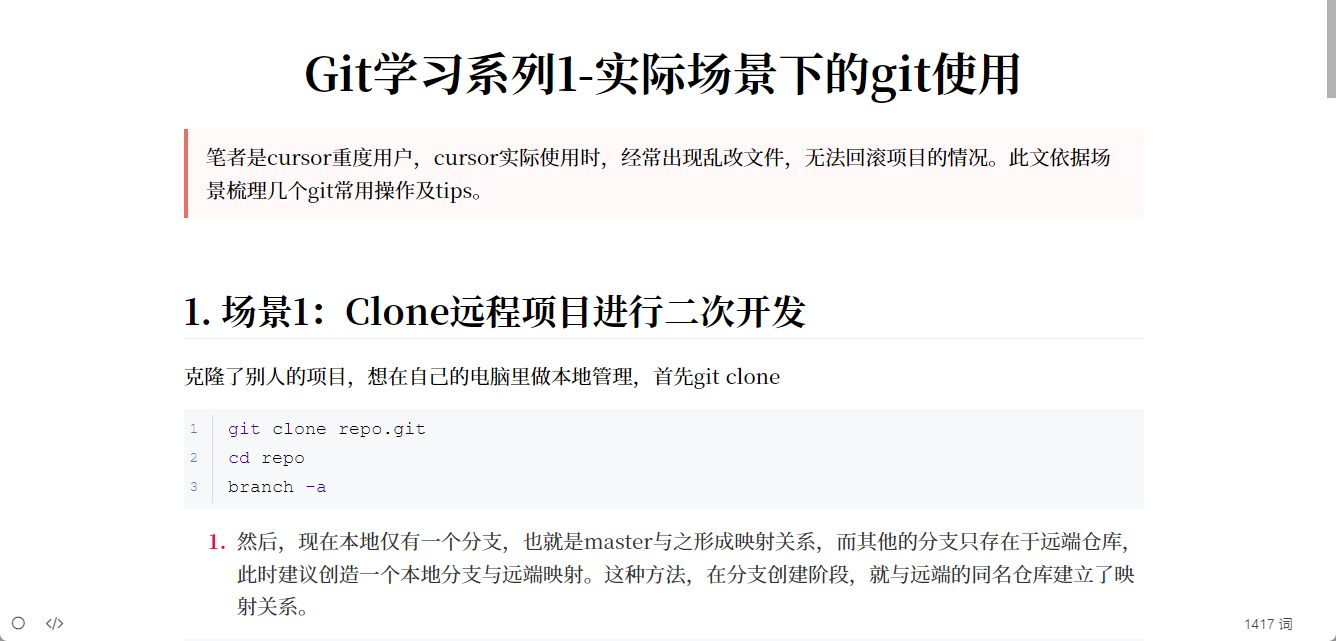 Git学习系列1-实际场景下的git使用
笔者是cursor重度用户，cursor实际使用时，经常出现乱改文件，无法回滚项目的情况。此文依据场
景梳理几个git常用操作及tips。
1. 场景1：Clone远程项目进行二次开发
克隆了别人的项目，想在自己的电脑里做本地管理，首先git clone
1 git clone repo.git
2 cd repo
3 branch -a
1. 然后，现在本地仅有一个分支，也就是master与之形成映射关系，而其他的分支只存在于远端仓库，
此时建议创造一个本地分支与远端映射。这种方法，在分支创建阶段，就与远端的同名仓库建立了映
射关系。
</> 1417 词